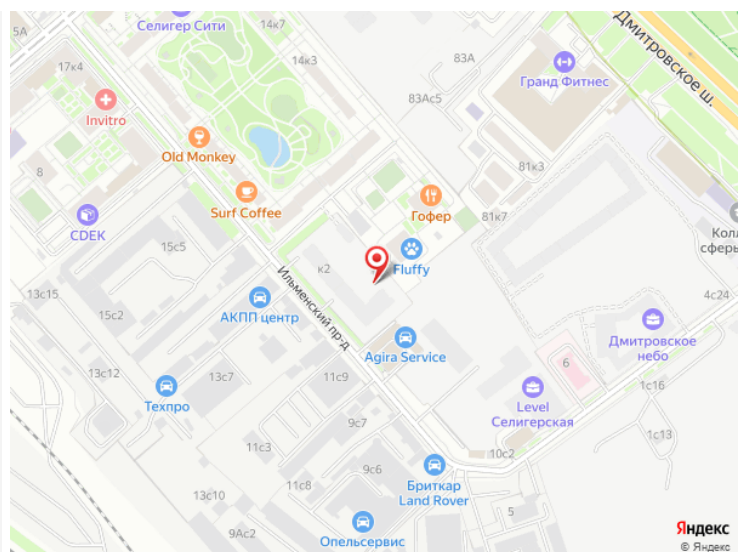 5А
Селигер Сити
14к7
17к4
14к3
83А
Дмитровское ш.
Гранд Фитнес
83Ас5
Invitro
Old Monkey
8
81к3
Surf Coffee
Гофер
81к7
CDEK
15с5
к2
Fluffy
Колл
сферы
13с15
Ильменский пр-д
4с24
15с2
АКПП центр
Agira Service
Дмитровское
небо
6
13с12
13с7
11с9
1с16
Техпро
Level
Селигерская
9с7
1с13
11с3
10с2
9с6
Бриткар
Land Rover
11с8
13с10
5
9Ас2
Опельсервис
Яндекс
© Яндекс